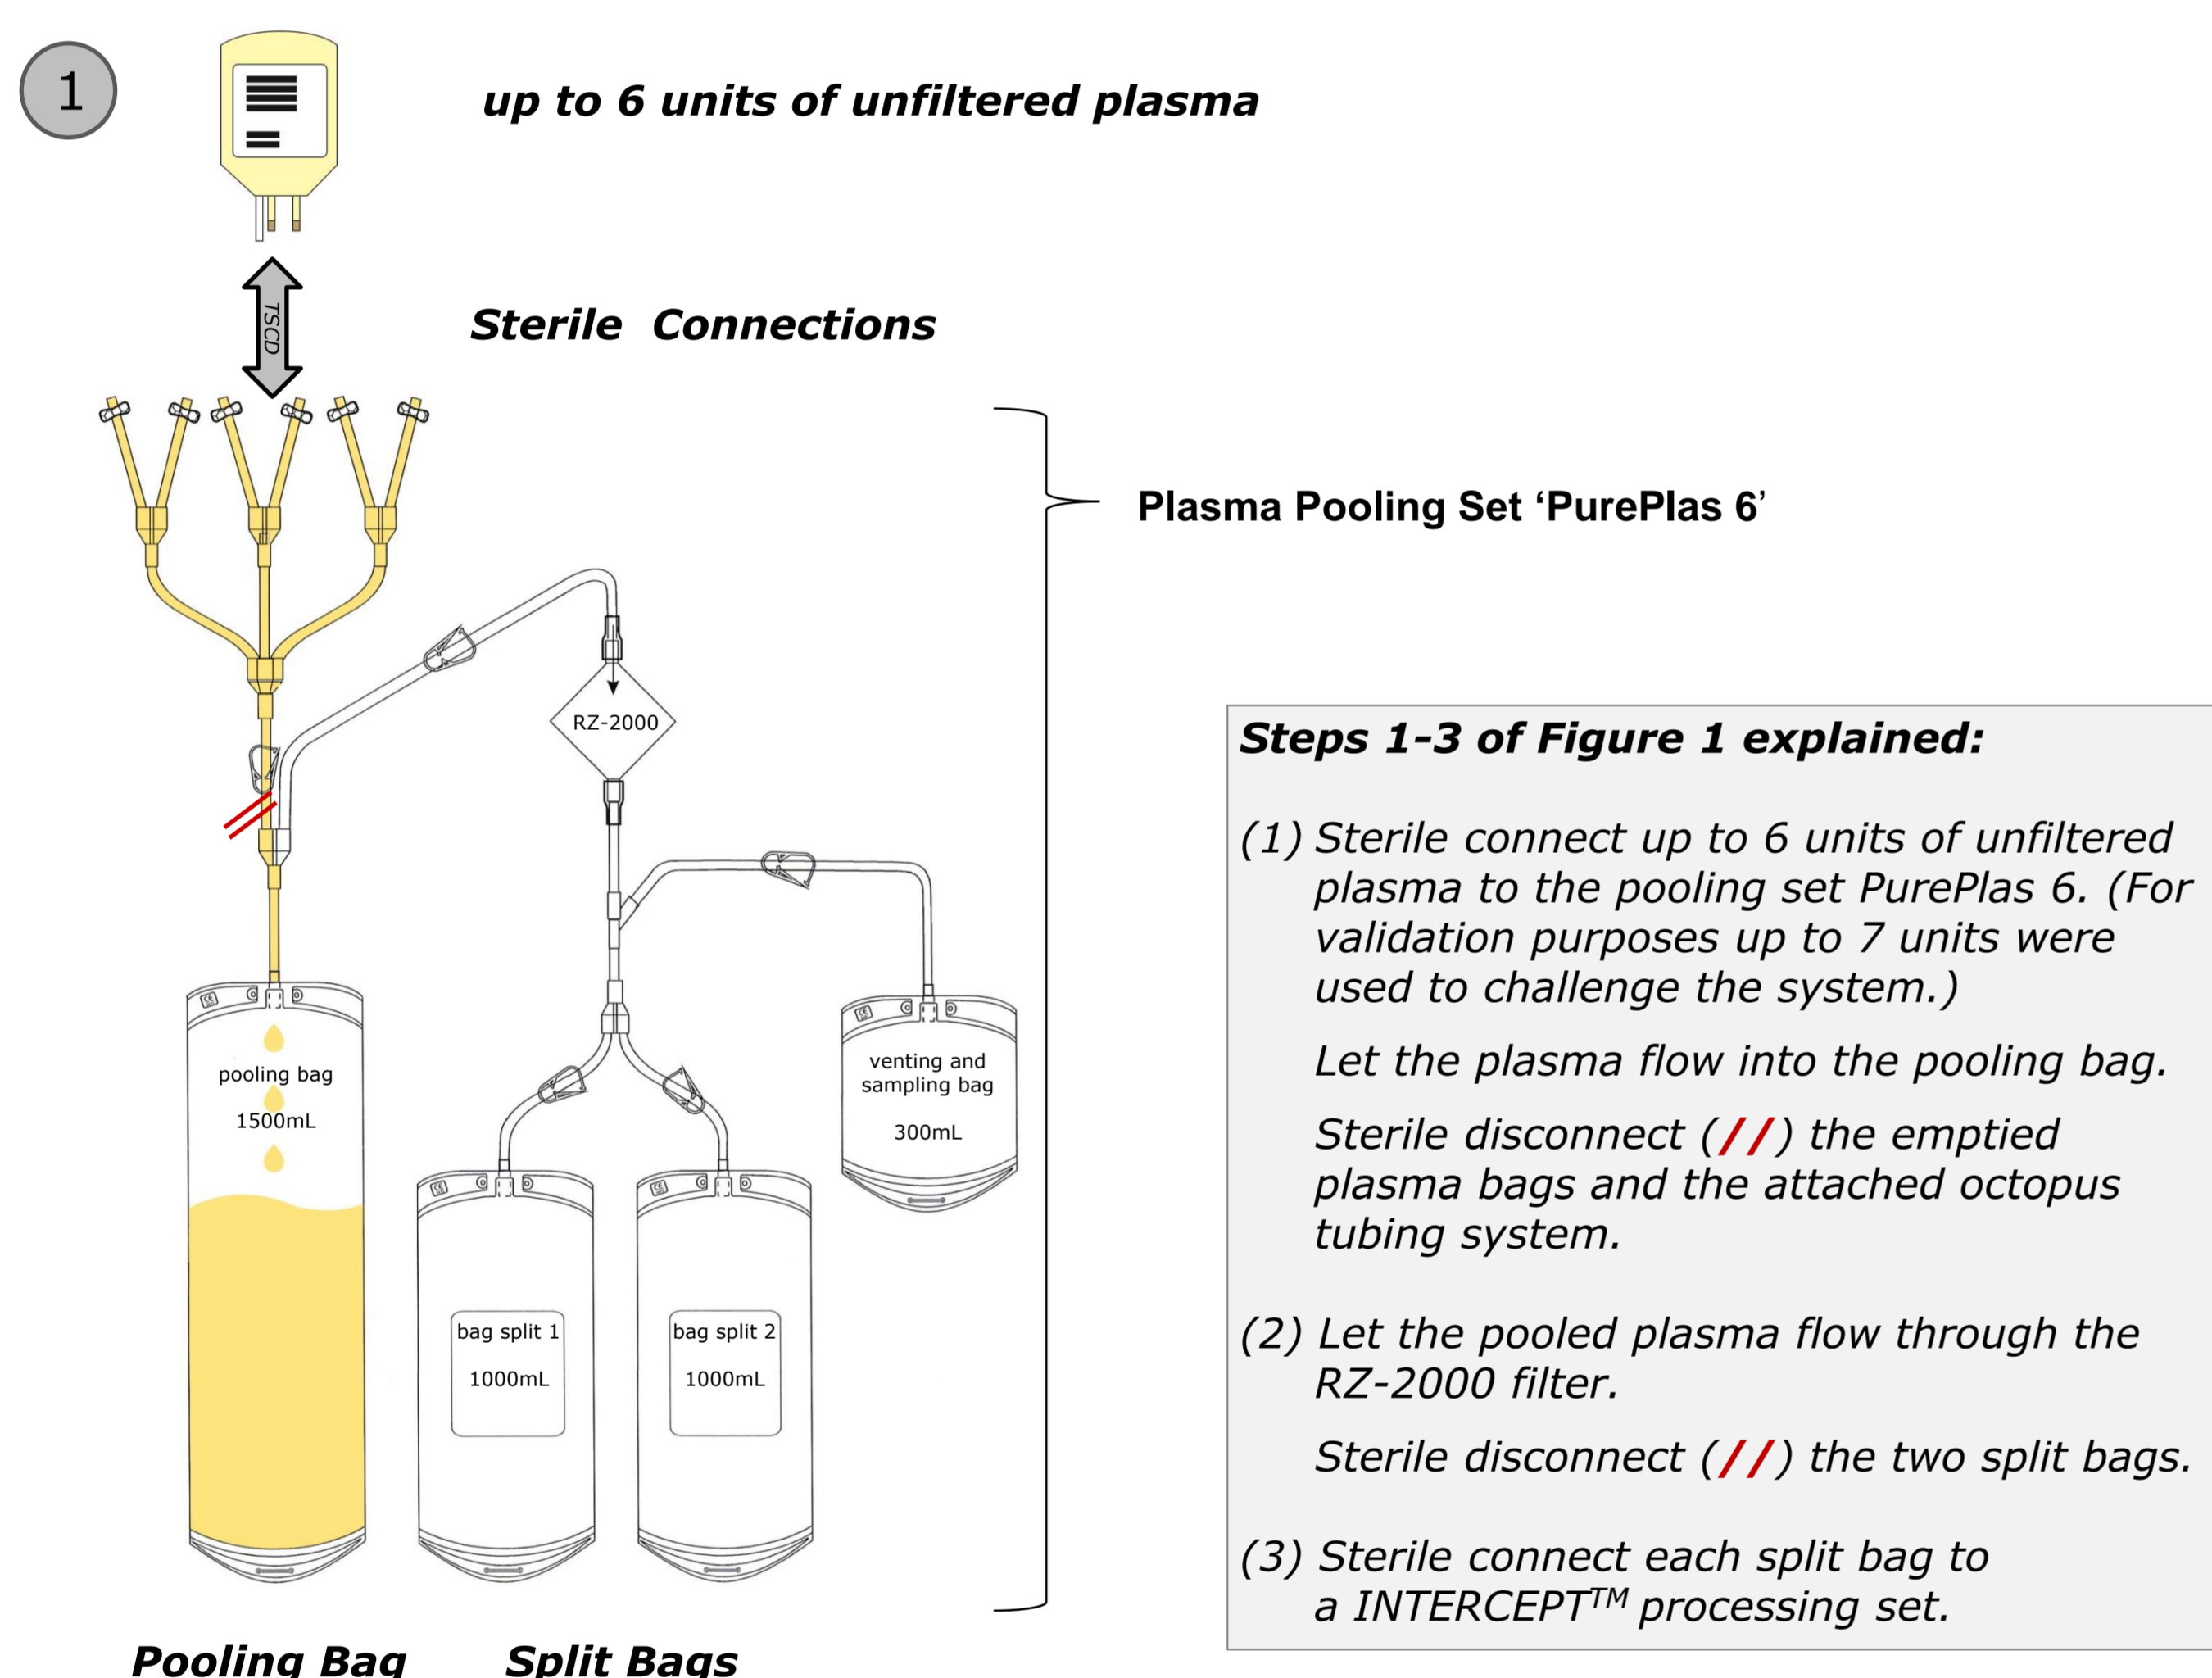 1
up to 6 units of unfiltered plasma
TSCD
Sterile Connections
Plasma Pooling Set ‘PurePlas 6’
RZ-2000
pooling bag
1500mL
venting and
sampling bag
300mL
bag split 1
1000mL
bag split 2
1000mL
Pooling Bag
Split Bags
Steps 1-3 of Figure 1 explained:
(1) Sterile connect up to 6 units of unfiltered
plasma to the pooling set PurePlas 6. (For
validation purposes up to 7 units were
used to challenge the system.)
Let the plasma flow into the pooling bag.
Sterile disconnect (//) the emptied
plasma bags and the attached octopus
tubing system.
(2) Let the pooled plasma flow through the
RZ-2000 filter.
Sterile disconnect (//) the two split bags.
(3) Sterile connect each split bag to
a INTERCEPT™ processing set.